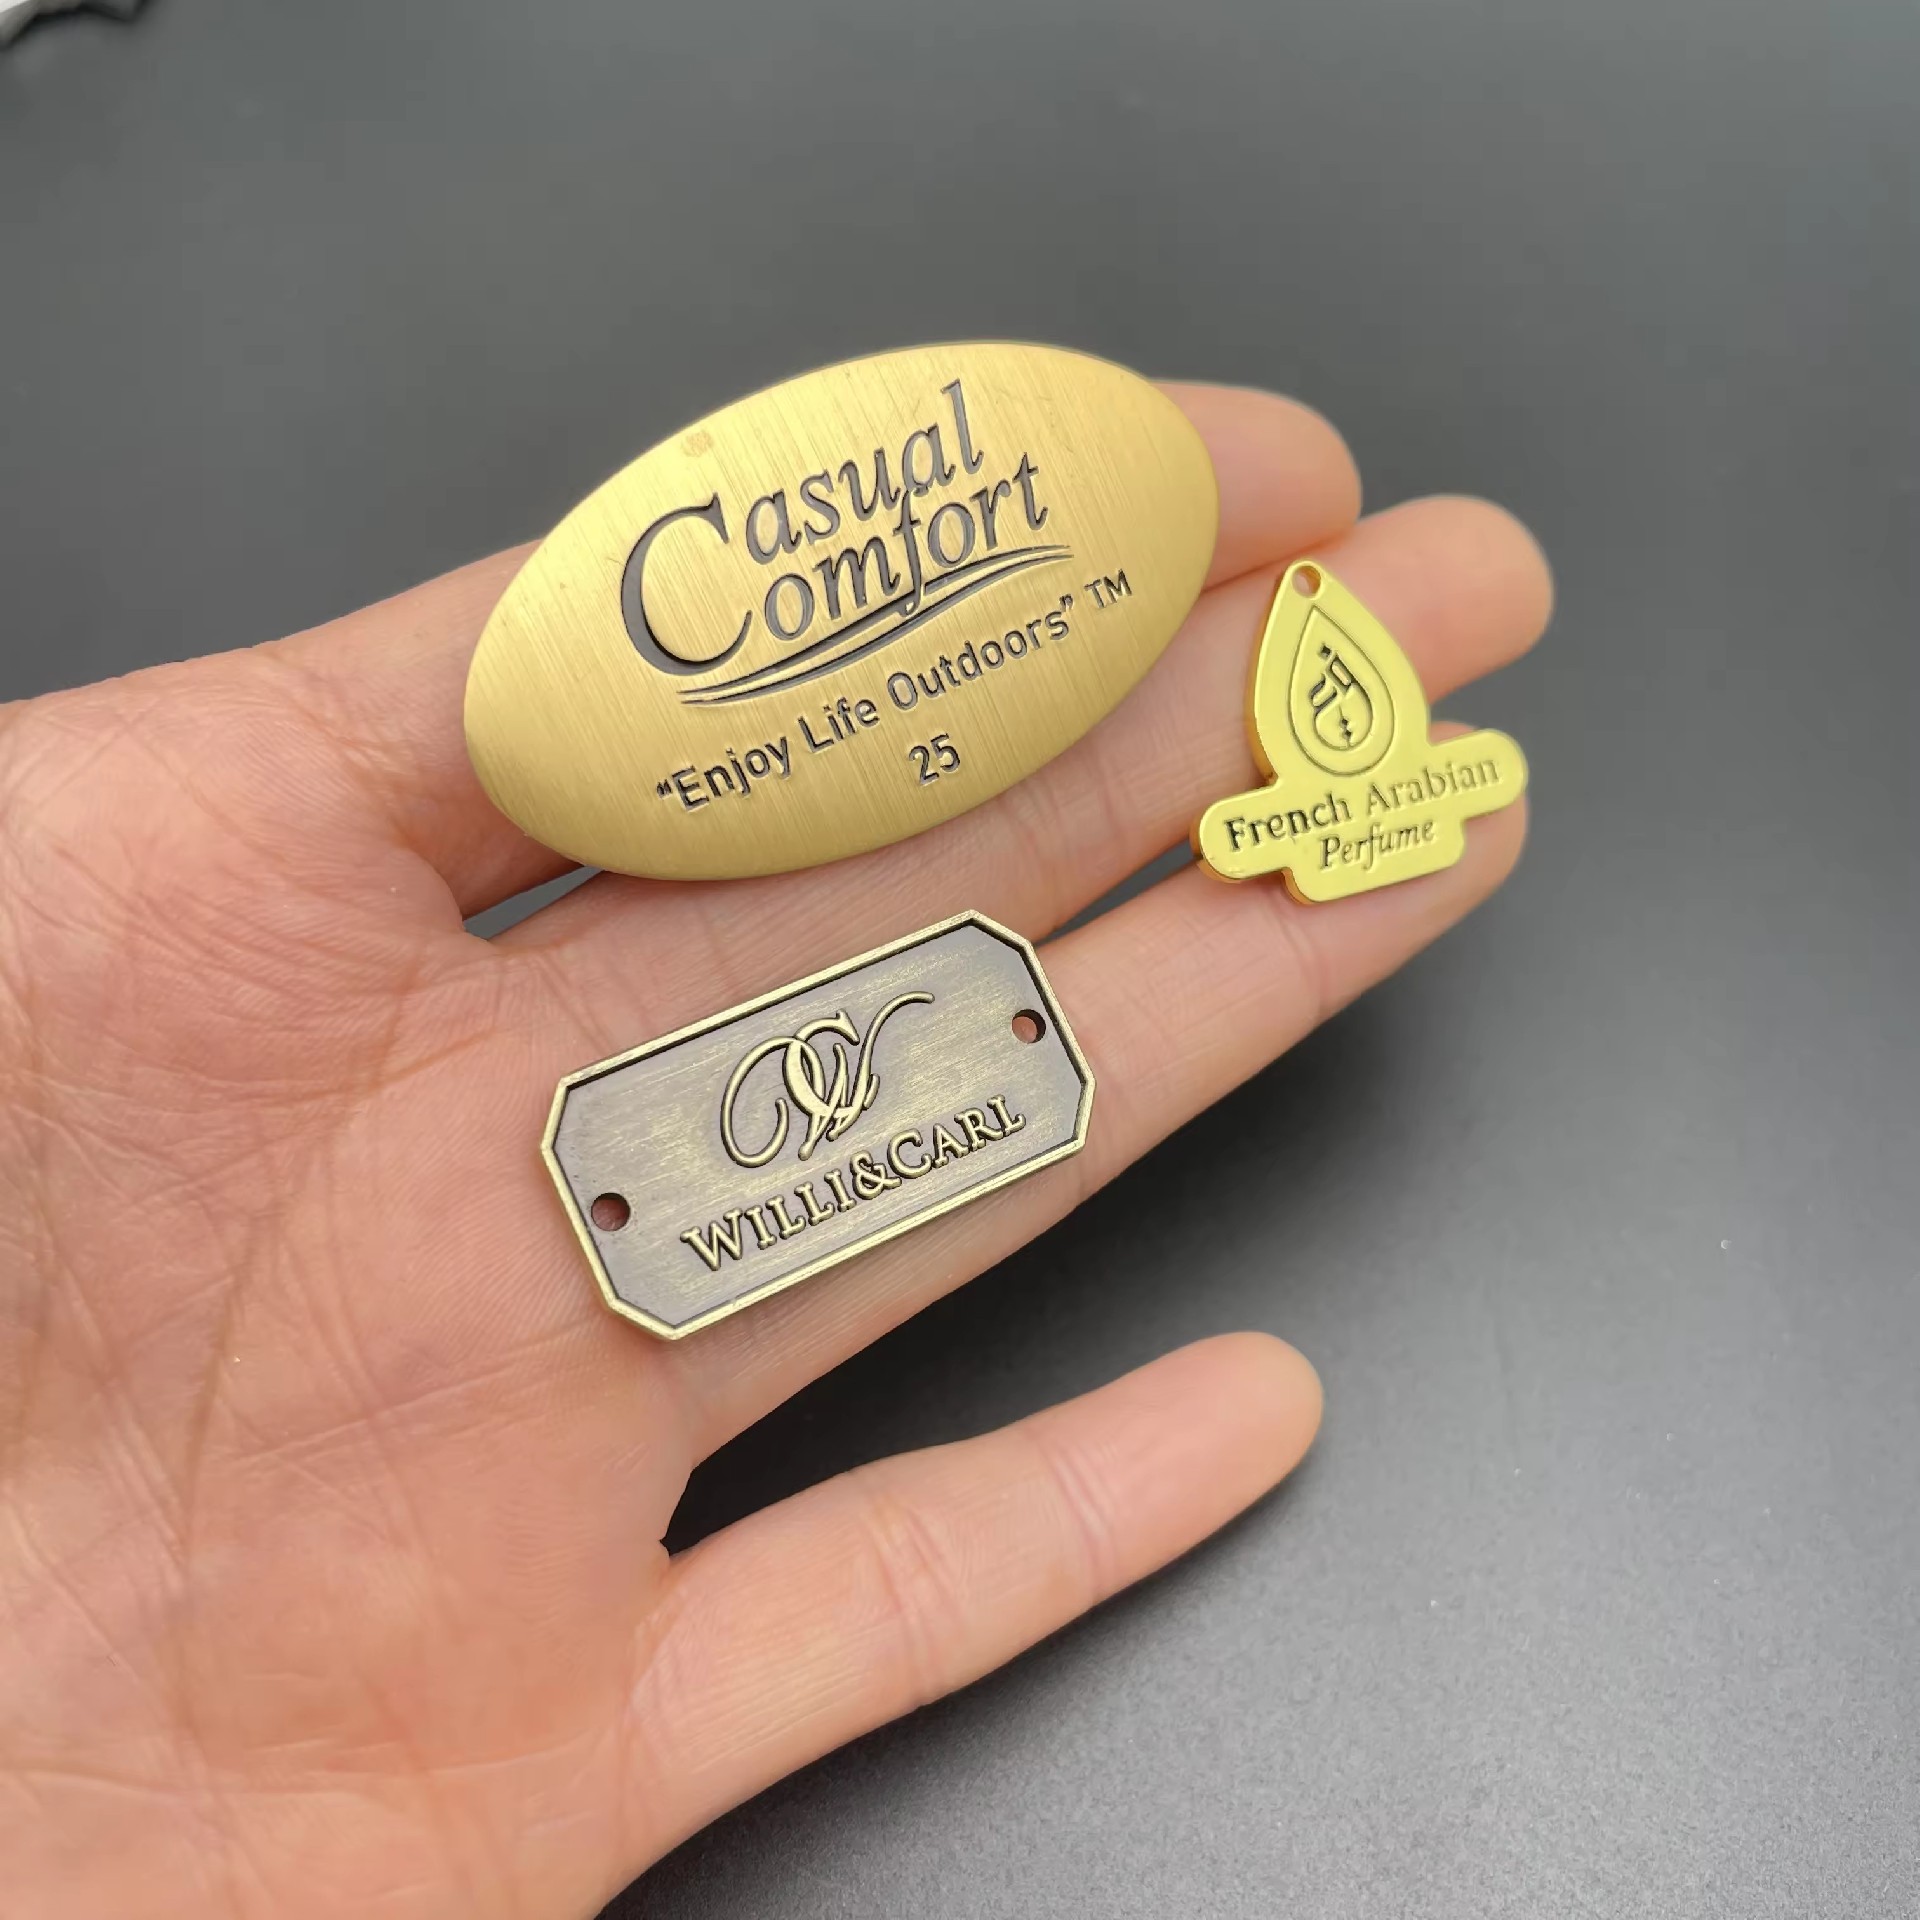 Casual
Comfort
"Enjoy Life Outdoors" TM
25
French Arabian
Perfume
WILLI&CARL